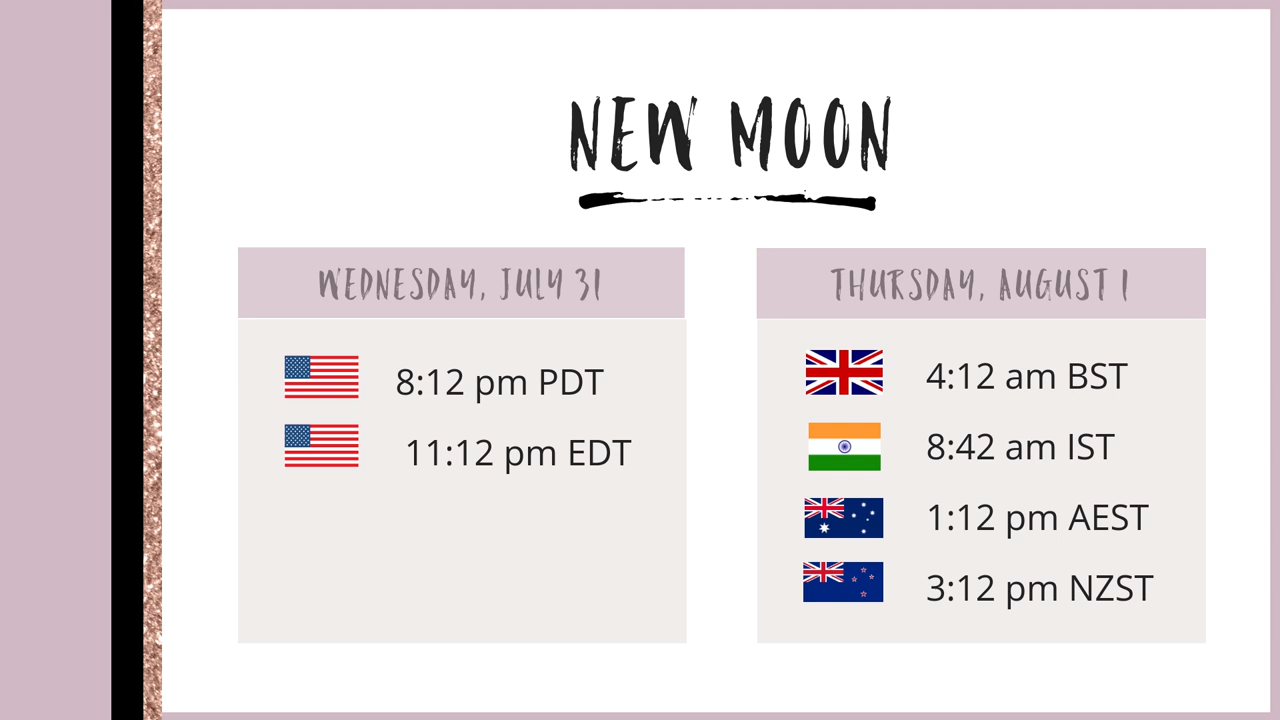 NEW MOON
WEDNESDAY, JULY 31
8:12 pm PDT
11:12 pm EDT
THURSDAY, AUGUST 1
4:12 am BST
8:42 am IST
1:12 pm AEST
3:12 pm NZST